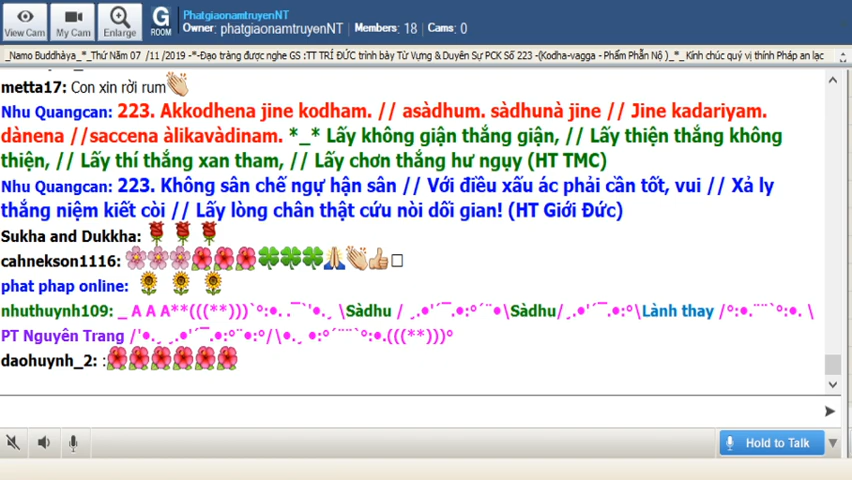 View Cam
My Cam
Enlarge
G
ROOM
PhatgiaonamtruyenNT
Owner: phatgiaonamtruyenNT | Members: 18 | Cams: 0
_Namo Buddhàya_*_Thứ Năm 07 /11 /2019 -*-Đạo tràng được nghe GS :TT TRÍ ĐỨC trình bày Từ Vựng & Duyên Sự PCK Số 223 -(Kodha-vagga - Phẩm Phẫn Nộ )_*_ Kính chúc quý vị thính Pháp an lạc
metta17: Con xin rời rum👏
Nhu Quangcan: 223. Akkodhena jine kodham. // asàdhum. sàdhunà jine // Jine kadariyam.
dànena //saccena àlikavàdinam. *_* Lấy không giận thắng giận, // Lấy thiện thắng không
thiện, // Lấy thí thắng xan tham, // Lấy chơn thắng hư ngụy (HT TMC)
Nhu Quangcan: 223. Không sân chế ngự hận sân // Với điều xấu ác phải cần tốt, vui // Xả ly
thắng niệm kiết còi // Lấy lòng chân thật cứu nòi dối gian! (HT Giới Đức)
Sukha and Dukkha: 🌹 🌹 🌹
cahnekson1116: 🌸🌸🌸🌺🌺🌺🍀🍀🍀🙏👏👍□
phat phap online: 🌻 🌻 🌻
nhuthuynh109: _ A A A**(((**)))`°:•. .¯`'•.¸ \Sàdhu / ¸.•'´¯.•:°´¨•\Sàdhu/¸.•'´¯.•:°\Lành thay /°:•.¨¨`°:•. \
PT Nguyên Trang /'•.¸ ¸.•'´¯.•:°¨•:°/\•.¸ •:°´¨¨`°:•.(((**)))°
daohuynh_2: :🌺🌺🌺🌺🌺🌺
Hold to Talk